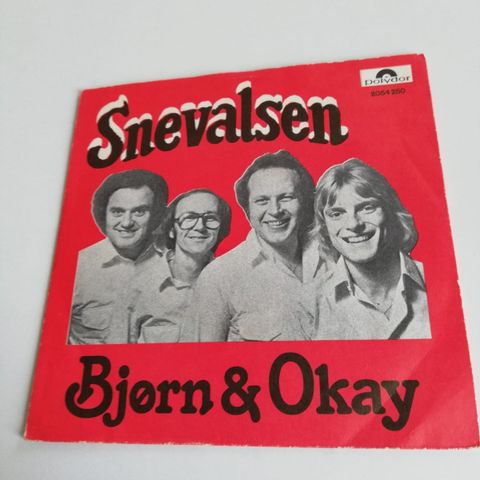 polydor
2054 250
Snevalsen
Bjørn & Okay